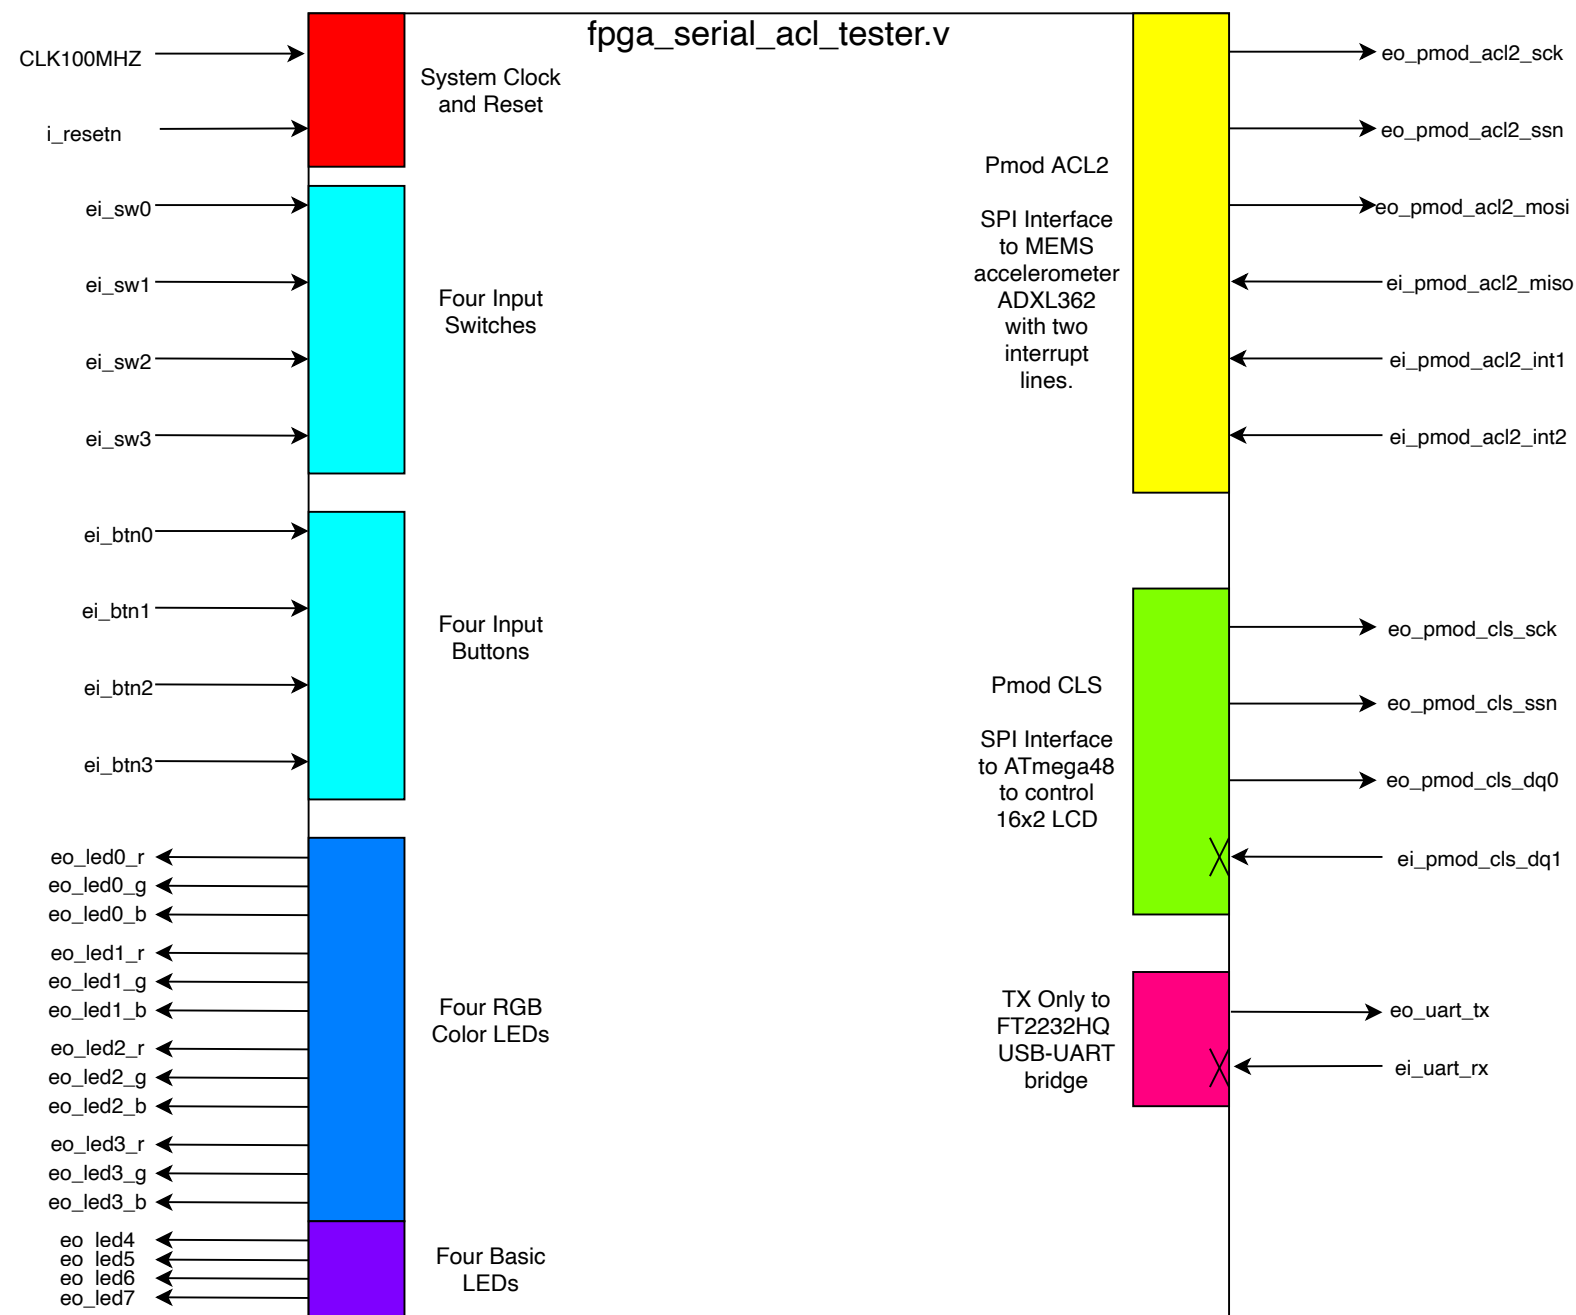 fpga_serial_acl_tester.v
CLK100MHZ
i_resetn
System Clock
and Reset
ei_sw0
ei_sw1
ei_sw2
ei_sw3
Four Input
Switches
ei_btn0
ei_btn1
ei_btn2
ei_btn3
Four Input
Buttons
eo_led0_r
eo_led0_g
eo_led0_b
eo_led1_r
eo_led1_g
eo_led1_b
eo_led2_r
eo_led2_g
eo_led2_b
eo_led3_r
eo_led3_g
eo_led3_b
Four RGB
Color LEDs
eo_led4
eo_led5
eo_led6
eo_led7
Four Basic
LEDs
Pmod ACL2
SPI Interface
to MEMS
accelerometer
ADXL362
with two
interrupt
lines.
eo_pmod_acl2_sck
eo_pmod_acl2_ssn
eo_pmod_acl2_mosi
ei_pmod_acl2_miso
ei_pmod_acl2_int1
ei_pmod_acl2_int2
Pmod CLS
SPI Interface
to ATmega48
to control
16x2 LCD
eo_pmod_cls_sck
eo_pmod_cls_ssn
eo_pmod_cls_dq0
ei_pmod_cls_dq1
TX Only to
FT2232HQ
USB-UART
bridge
eo_uart_tx
ei_uart_rx